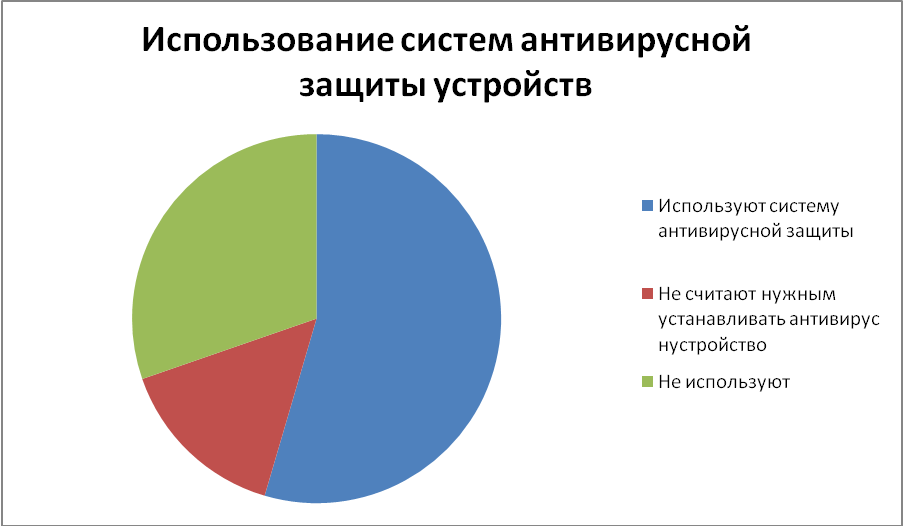 Использование систем антивирусной
защиты устройств
Используют систему
антивирусной защиты
Не считают нужным
устанавливать антивирус
нустройство
Не используют